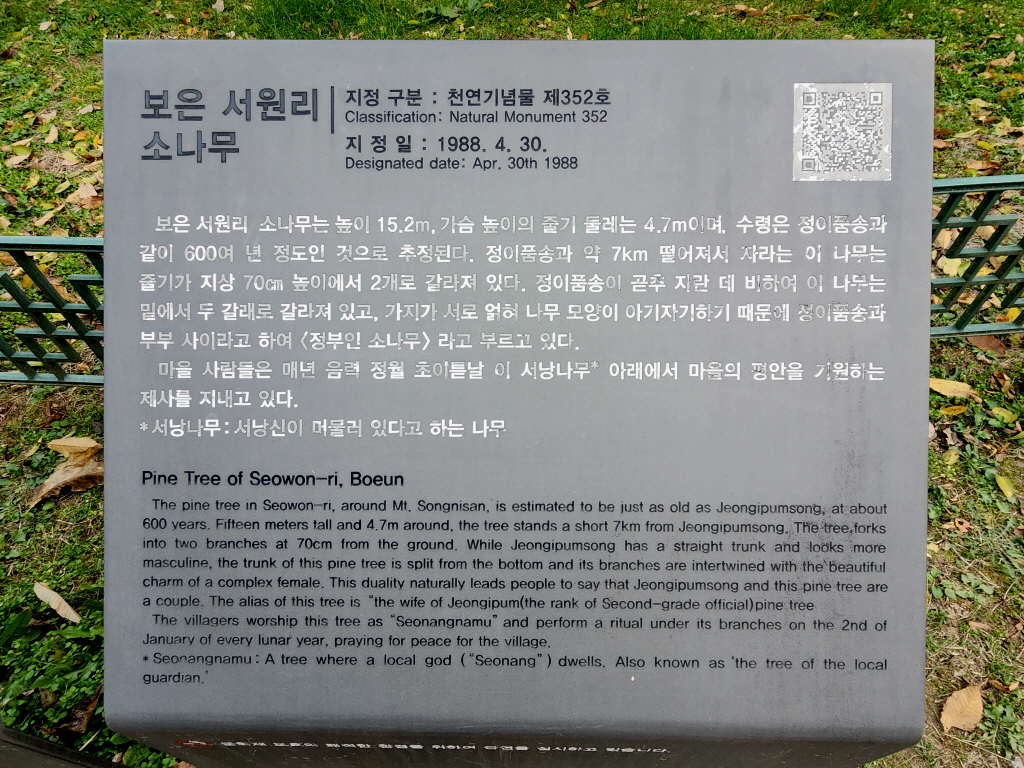 보은 서원리
소나무
지정 구분 : 천연기념물 제352호
Classification: Natural Monument 352
지 정 일 : 1988. 4. 30.
Designated date: Apr. 30th 1988
보은 서원리 소나무는 높이 15.2m, 가슴 높이의 줄기 둘레는 4.7m이며, 수령은 정이품송과
같이 600여 년 정도인 것으로 추정된다. 정이품송과 약 7km 떨어져서 자라는 이 나무는
줄기가 지상 70cm 높이에서 2개로 갈라져 있다. 정이품송이 곧추 자란 데 비하여 이 나무는
밑에서 두 갈래로 갈라져 있고, 가지가 서로 얽혀 나무 모양이 아기자기하기 때문에 정이품송과
부부 사이라고 하여 〈정부인 소나무〉 라고 부르고 있다.
마을 사람들은 매년 음력 정월 초이튿날 이 서낭나무* 아래에서 마을의 평안을 기원하는
제사를 지내고 있다.
*서낭나무 : 서낭신이 머물러 있다고 하는 나무
Pine Tree of Seowon-ri, Boeun
The pine tree in Seowon-ri, around Mt. Songnisan, is estimated to be just as old as Jeongipumsong, at about
600 years. Fifteen meters tall and 4.7m around, the tree stands a short 7km from Jeongipumsong. The tree forks
into two branches at 70cm from the ground. While Jeongipumsong has a straight trunk and looks more
masculine, the trunk of this pine tree is split from the bottom and its branches are intertwined with the beautiful
charm of a complex female. This duality naturally leads people to say that Jeongipumsong and this pine tree are
a couple. The alias of this tree is "the wife of Jeongipum(the rank of Second-grade official)pine tree
The villagers worship this tree as "Seonangnamu" and perform a ritual under its branches on the 2nd of
January of every lunar year, praying for peace for the village.
* Seonangnamu : A tree where a local god ("Seonang") dwells. Also known as 'the tree of the local
guardian.'